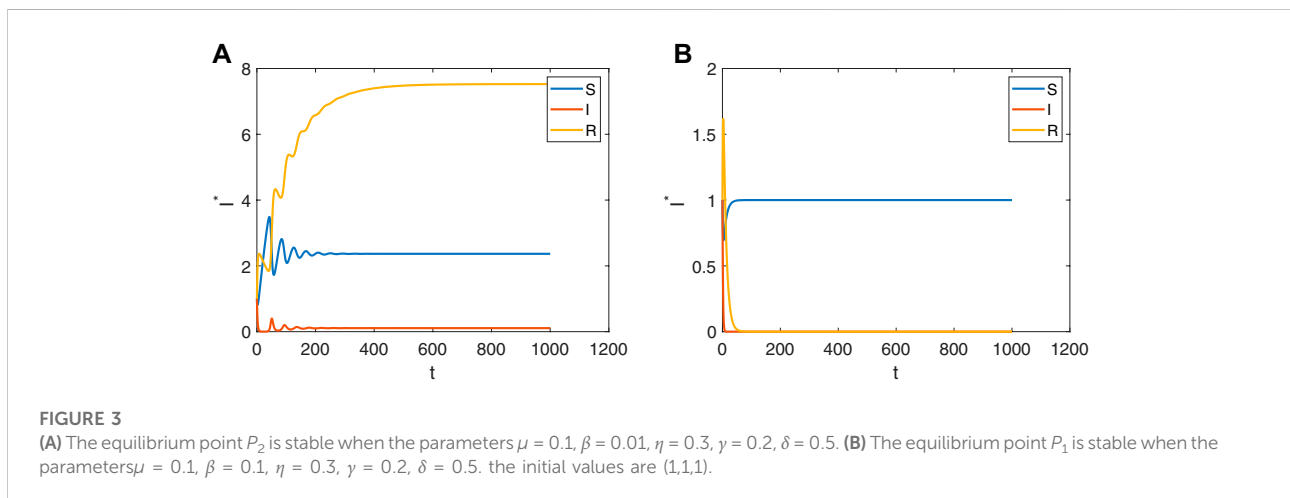 A
B
8
6
4
2
0
I*
S
I
R
0 200 400 600 800 1000 1200
t
2
1.5
1
0.5
0
I*
S
I
R
0 200 400 600 800 1000 1200
t
FIGURE 3
(A) The equilibrium point P₂ is stable when the parameters μ = 0.1, β = 0.01, η = 0.3, γ = 0.2, δ = 0.5. (B) The equilibrium point P₁ is stable when the
parametersμ = 0.1, β = 0.1, η = 0.3, γ = 0.2, δ = 0.5. the initial values are (1,1,1).